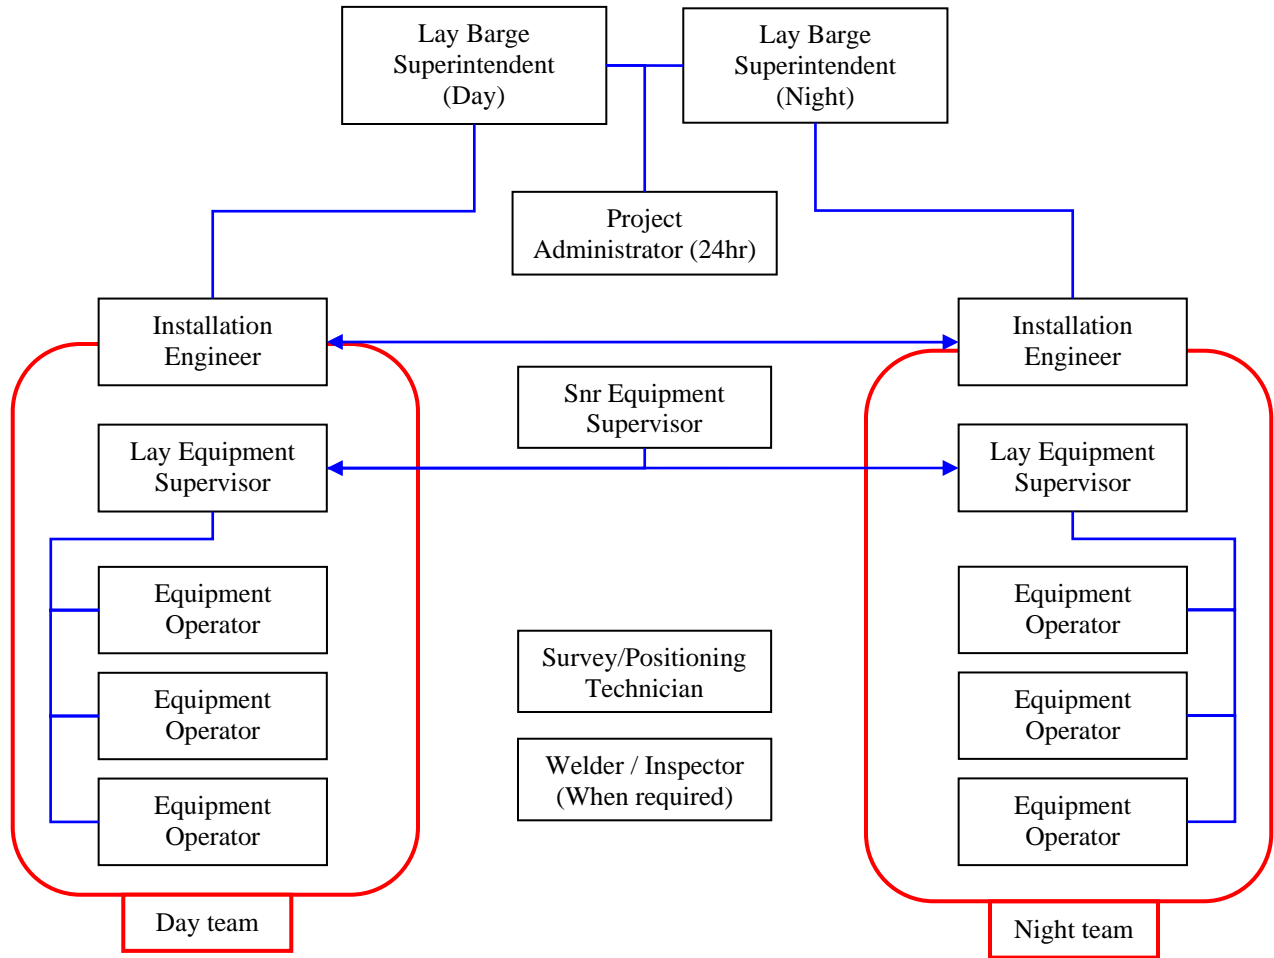 Lay Barge
Superintendent
(Day)
Lay Barge
Superintendent
(Night)
Project
Administrator (24hr)
Installation
Engineer
Installation
Engineer
Snr Equipment
Supervisor
Lay Equipment
Supervisor
Lay Equipment
Supervisor
Equipment
Operator
Equipment
Operator
Survey/Positioning
Technician
Equipment
Operator
Equipment
Operator
Welder / Inspector
(When required)
Equipment
Operator
Equipment
Operator
Day team
Night team